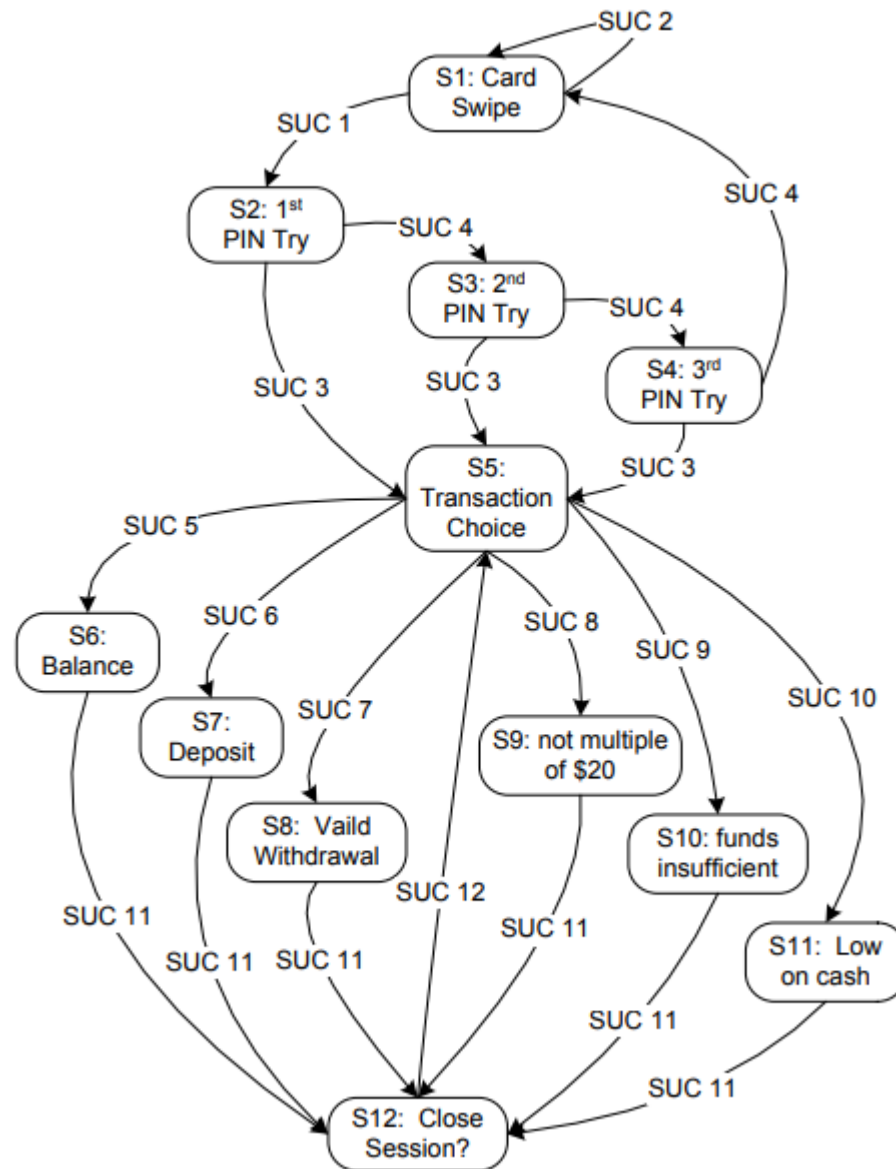 SUC 2
S1: Card
Swipe
SUC 1
SUC 4
S2: 1st
PIN Try
SUC 4
S3: 2nd
PIN Try
SUC 4
S4: 3rd
PIN Try
SUC 3
SUC 3
SUC 3
S5:
Transaction
Choice
SUC 5
SUC 6
SUC 8
SUC 9
S6:
Balance
SUC 7
SUC 10
S7:
Deposit
S9: not multiple
of $20
S8: Vaild
Withdrawal
S10: funds
insufficient
SUC 12
SUC 11
SUC 11
SUC 11
SUC 11
S11: Low
on cash
SUC 11
SUC 11
S12: Close
Session?